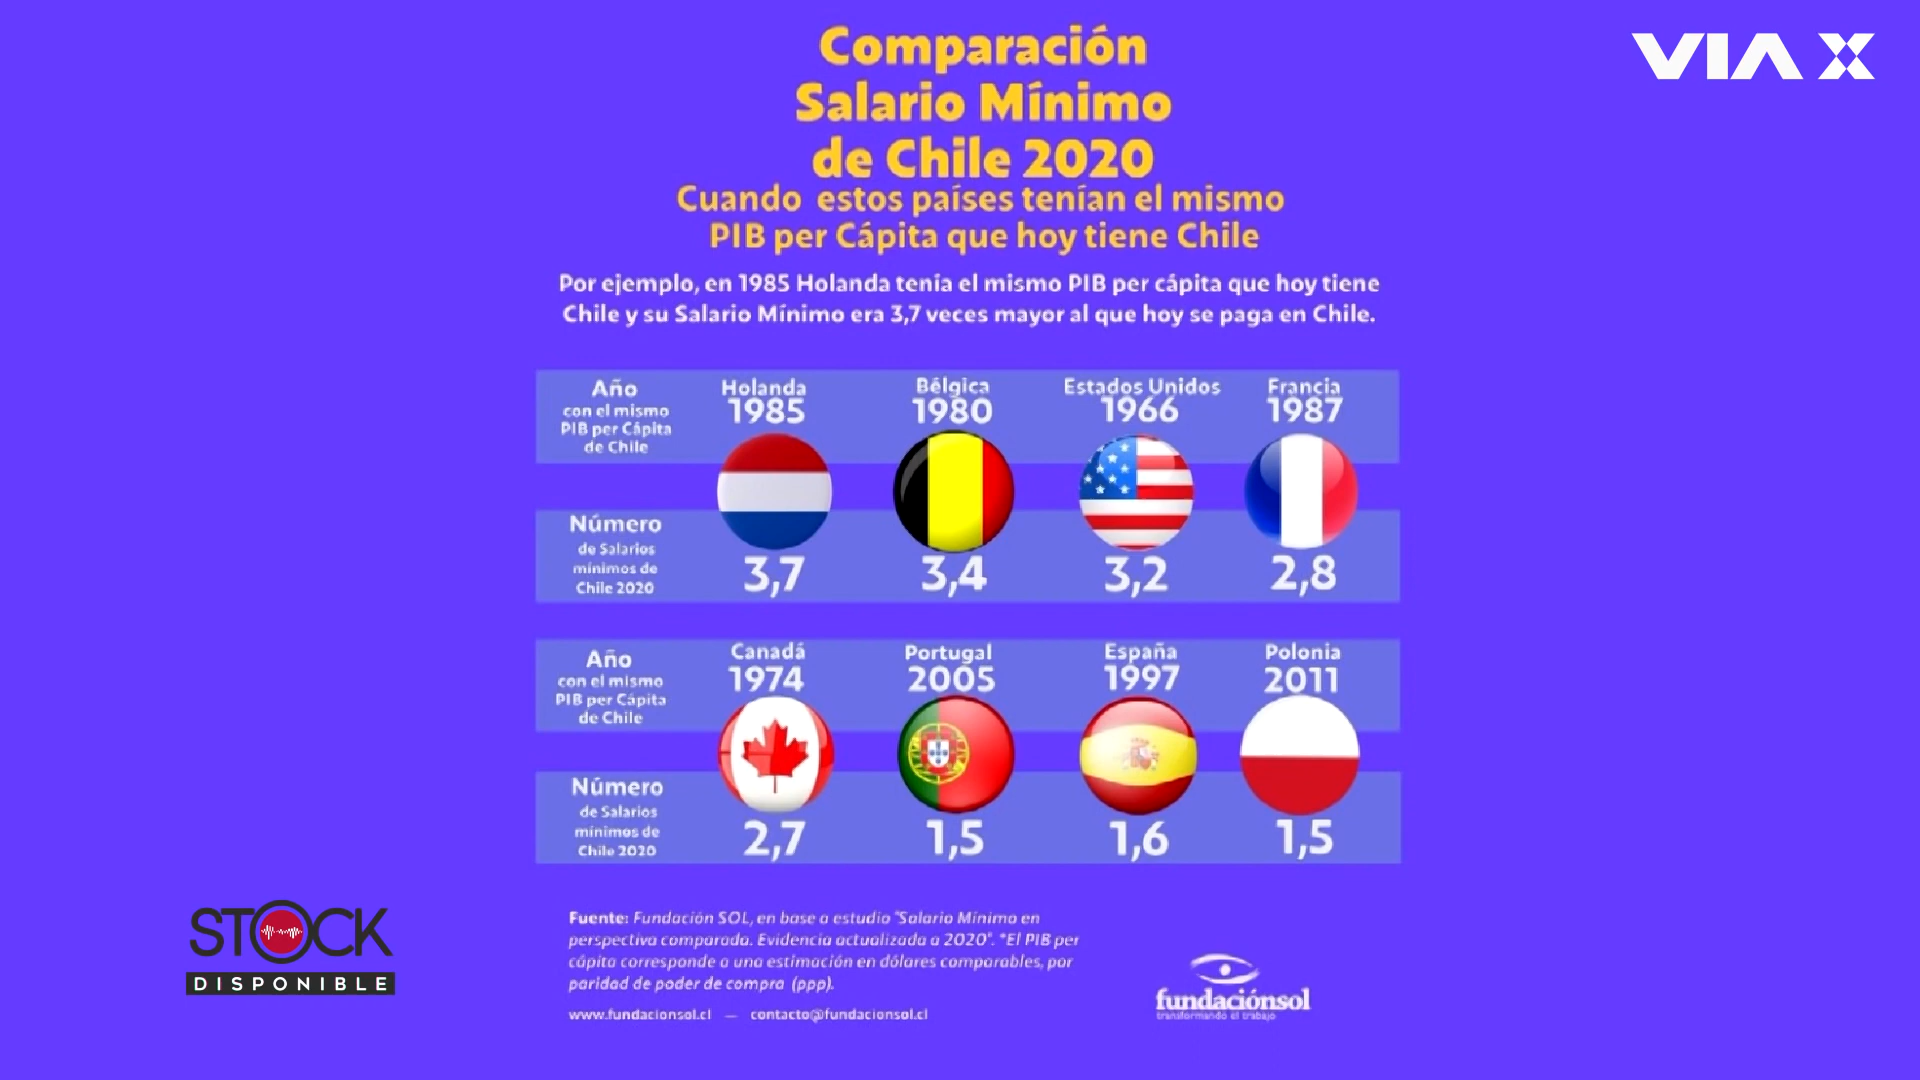 VIA X
Comparación
Salario Mínimo
de Chile 2020
Cuando estos países tenían el mismo
PIB per Cápita que hoy tiene Chile
Por ejemplo, en 1985 Holanda tenía el mismo PIB per cápita que hoy tiene
Chile y su Salario Mínimo era 3,7 veces mayor al que hoy se paga en Chile.
Año
con el mismo
PIB per Cápita
de Chile
Holanda
1985
Bélgica
1980
Estados Unidos
1966
Francia
1987
Número
de Salarios
mínimos de
Chile 2020
3,7
3,4
3,2
2,8
Año
con el mismo
PIB per Cápita
de Chile
Canadá
1974
Portugal
2005
España
1997
Polonia
2011
Número
de Salarios
mínimos de
Chile 2020
2,7
1,5
1,6
1,5
Fuente: Fundación SOL, en base a estudio "Salario Mínimo en
perspectiva comparada. Evidencia actualizada a 2020". *El PIB per
cápita corresponde a una estimación en dólares comparables, por
paridad de poder de compra (ppp).
www.fundacionsol.cl — contacto@fundacionsol.cl
fundaciónsol
transformando el trabajo
STOCK
DISPONIBLE